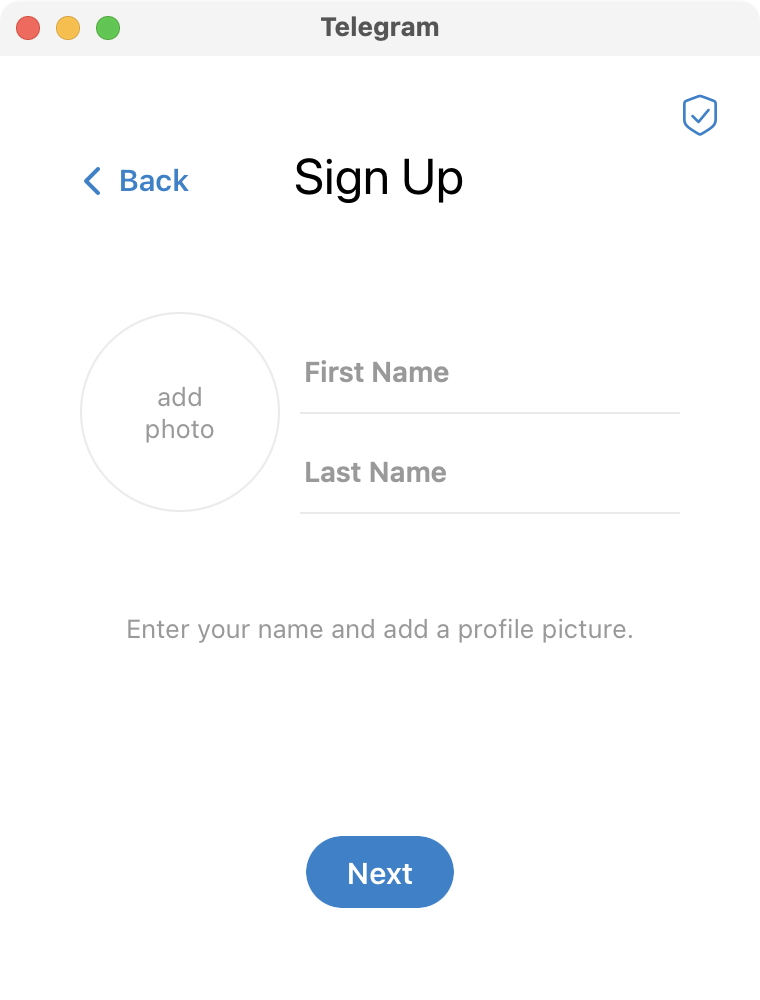 Telegram
Back
Sign Up
add
photo
First Name
Last Name
Enter your name and add a profile picture.
Next